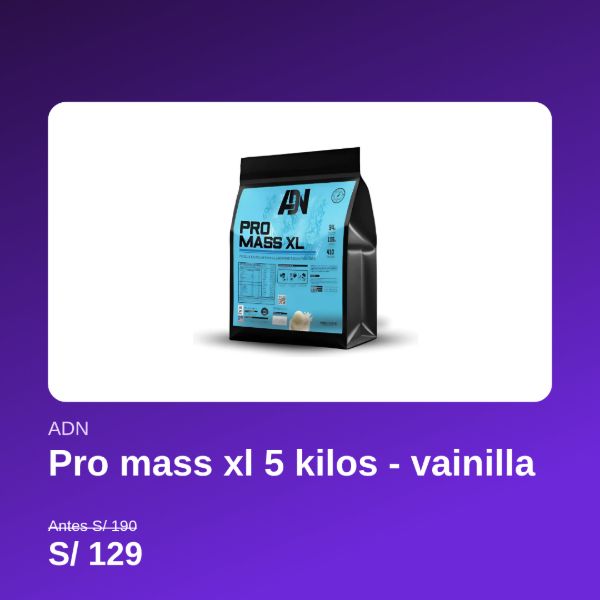 ADN
PRO
MASS XL
ADN
Pro mass xl 5 kilos - vainilla
Antes S/ 190
S/ 129